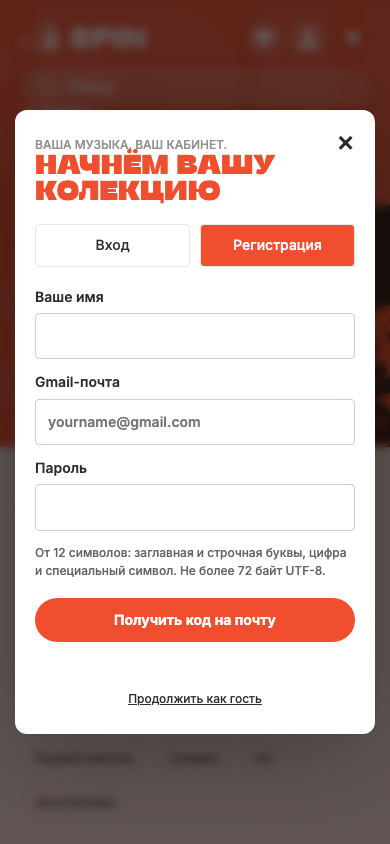 ВАША МУЗЫКА, ВАШ КАБИНЕТ.
НАЧНЁМ ВАШУ
КОЛЕКЦИЮ
Вход
Регистрация
Ваше имя
Gmail-почта
yourname@gmail.com
Пароль
От 12 символов: заглавная и строчная буквы, цифра
и специальный символ. Не более 72 байт UTF-8.
Получить код на почту
Продолжить как гость